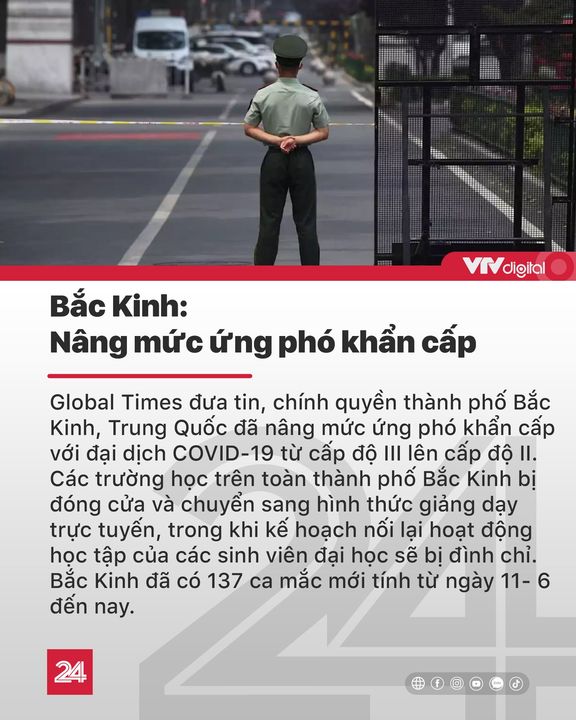 VTV digital
Bắc Kinh:
Nâng mức ứng phó khẩn cấp
Global Times đưa tin, chính quyền thành phố Bắc
Kinh, Trung Quốc đã nâng mức ứng phó khẩn cấp
với đại dịch COVID-19 từ cấp độ III lên cấp độ II.
Các trường học trên toàn thành phố Bắc Kinh bị
đóng cửa và chuyển sang hình thức giảng dạy
trực tuyến, trong khi kế hoạch nối lại hoạt động
học tập của các sinh viên đại học sẽ bị đình chỉ.
Bắc Kinh đã có 137 ca mắc mới tính từ ngày 11- 6
đến nay.
24
24